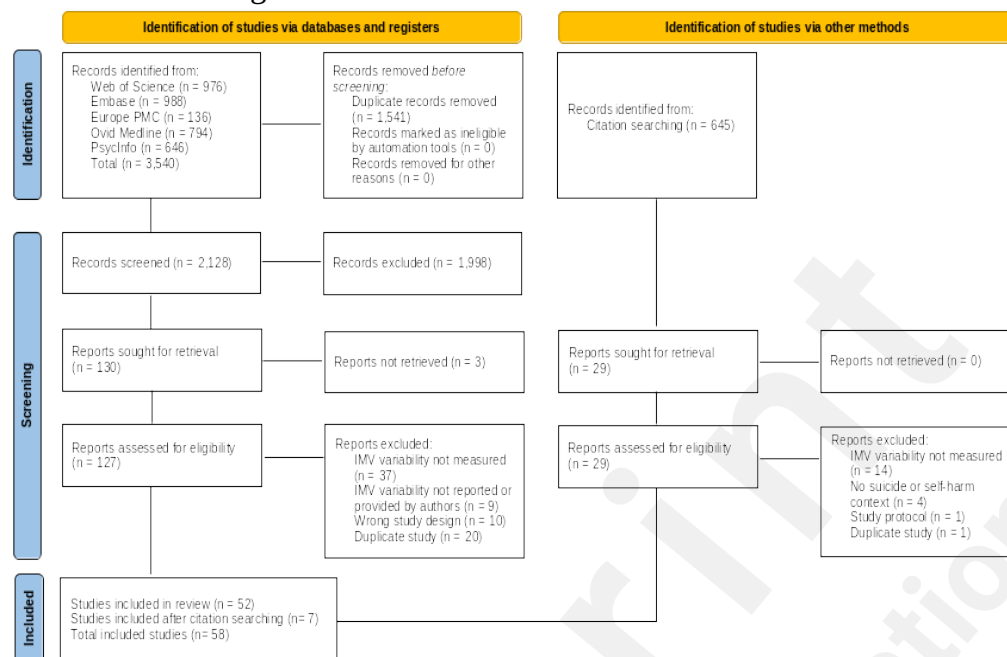 Identification of studies via databases and registers
Identification of studies via other methods
Identification
Records identified from:
Web of Science (n = 976)
Embase (n = 988)
Europe PMC (n = 136)
Ovid Medline (n = 794)
PsycInfo (n = 646)
Total (n = 3,540)
Records removed before
screening:
Duplicate records removed
(n = 1,541)
Records marked as ineligible
by automation tools (n = 0)
Records removed for other
reasons (n = 0)
Records identified from:
Citation searching (n = 645)
Screening
Records screened (n = 2,128)
Records excluded (n = 1,998)
Reports sought for retrieval
(n = 130)
Reports not retrieved (n = 3)
Reports sought for retrieval
(n = 29)
Reports not retrieved (n = 0)
Reports assessed for eligibility
(n = 127)
Reports excluded:
IMV variability not measured
(n = 37)
IMV variability not reported or
provided by authors (n = 9)
Wrong study design (n = 10)
Duplicate study (n = 20)
Reports assessed for eligibility
(n = 29)
Reports excluded:
IMV variability not measured
(n = 14)
No suicide or self-harm
context (n = 4)
Study protocol (n = 1)
Duplicate study (n = 1)
Included
Studies included in review (n = 52)
Studies included after citation searching (n= 7)
Total included studies (n = 58)